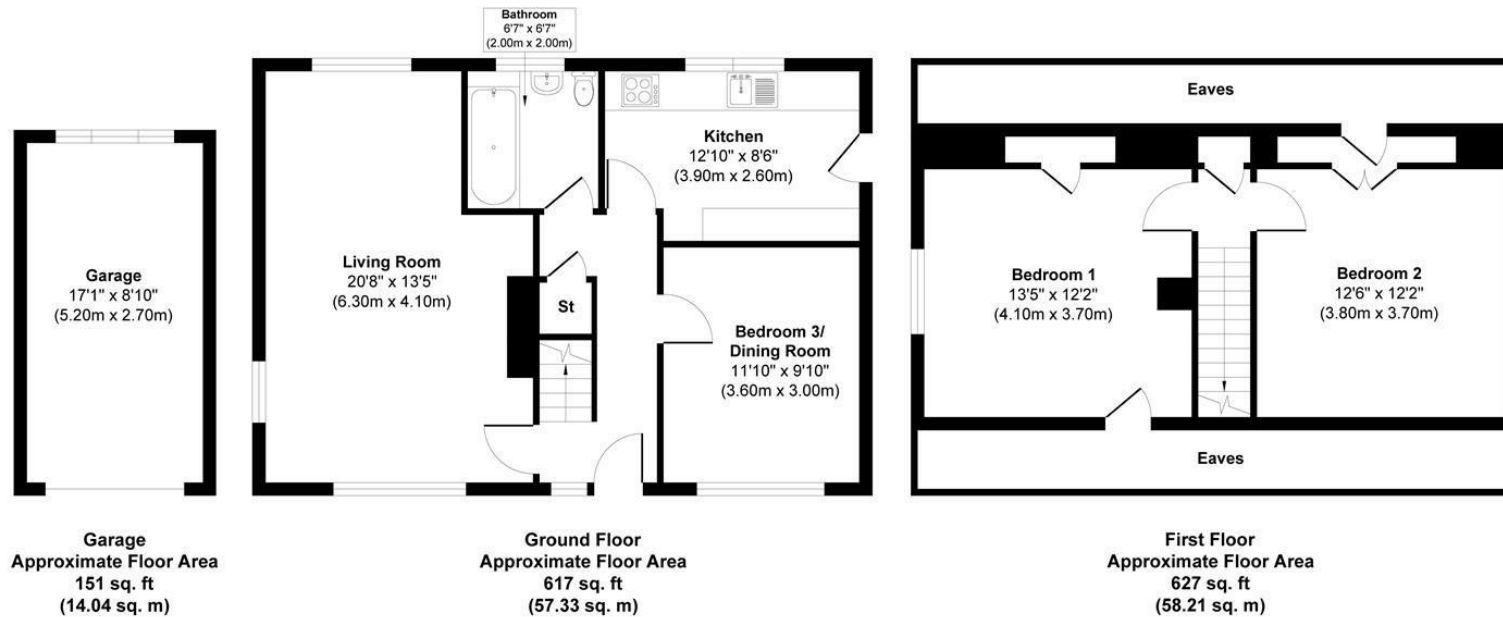 Bathroom
6'7" x 6'7"
(2.00m x 2.00m)
Eaves
Kitchen
12'10" x 8'6"
(3.90m x 2.60m)
Garage
17'1" x 8'10"
(5.20m x 2.70m)
Living Room
20'8" x 13'5"
(6.30m x 4.10m)
St
Bedroom 3/
Dining Room
11'10" x 9'10"
(3.60m x 3.00m)
Bedroom 1
13'5" x 12'2"
(4.10m x 3.70m)
Bedroom 2
12'6" x 12'2"
(3.80m x 3.70m)
Eaves
Garage
Approximate Floor Area
151 sq. ft
(14.04 sq. m)
Ground Floor
Approximate Floor Area
617 sq. ft
(57.33 sq. m)
First Floor
Approximate Floor Area
627 sq. ft
(58.21 sq. m)